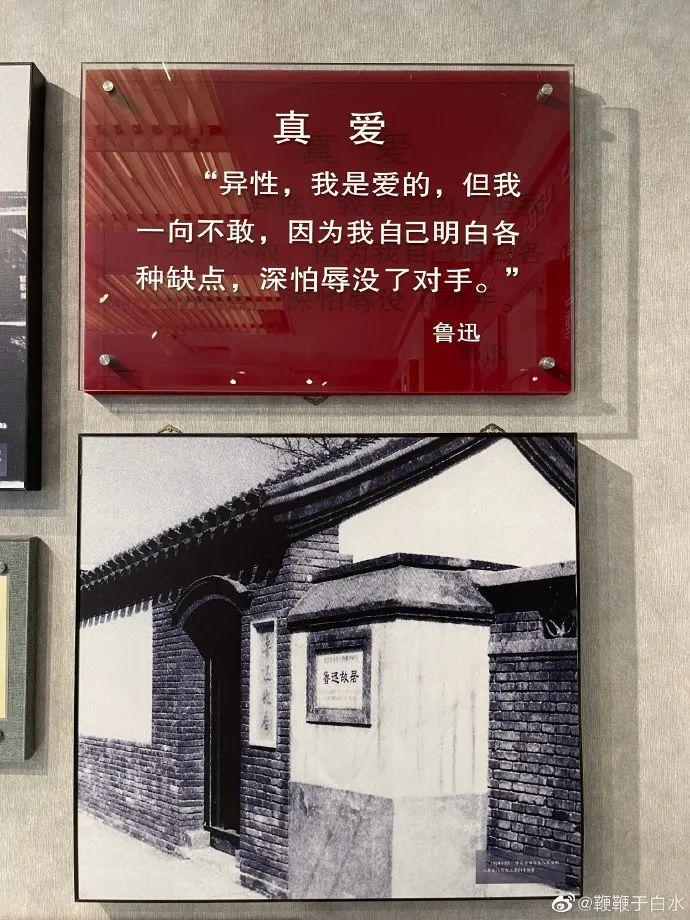 真 爱
“异性，我是爱的，但我
一向不敢，因为我自己明白各
种缺点，深怕辱没了对手。”
鲁迅
鲁迅故居
@鞭鞭于白水